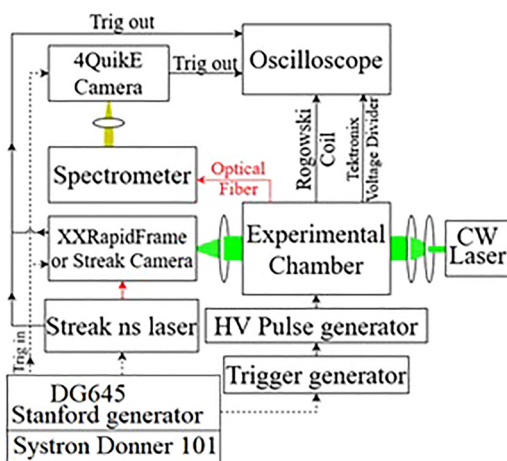 Trig out
4QuikE
Camera
Trig out
Oscilloscope
Rogowski
Coil
Tektronix
Voltage Divider
Spectrometer
Optical
Fiber
XXRapidFrame
or Streak Camera
Experimental
Chamber
CW
Laser
Streak ns laser
HV Pulse generator
Trig in
Trigger generator
DG645
Stanford generator
Systron Donner 101